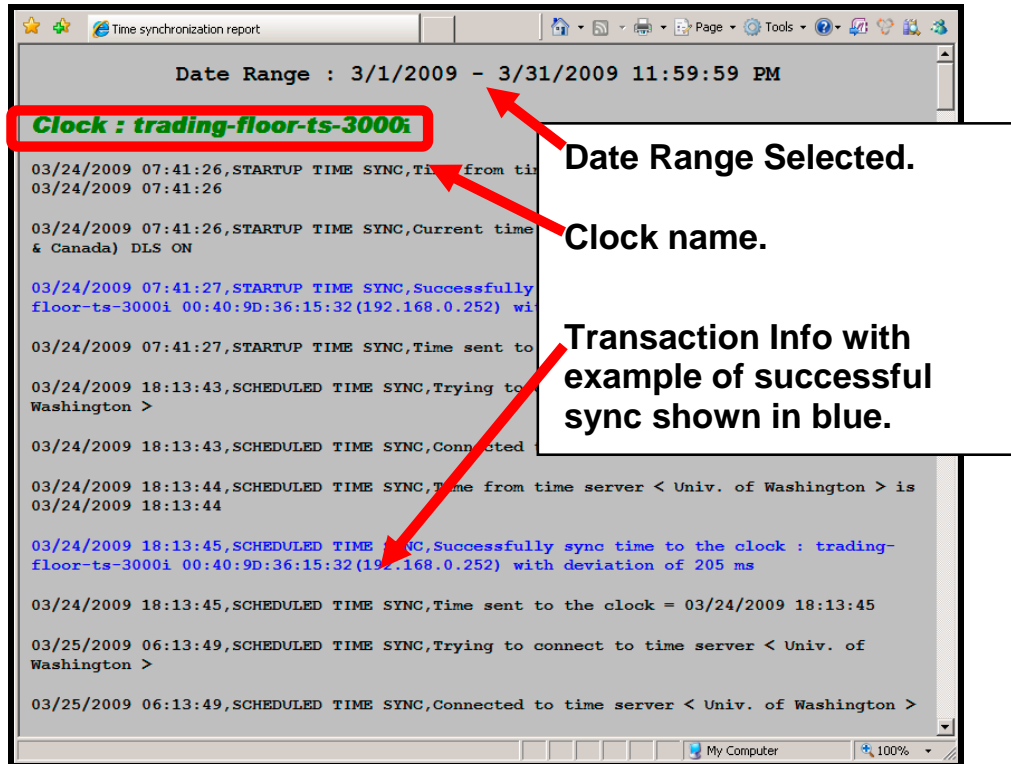 Time synchronization report
Page
Tools
Date Range : 3/1/2009 - 3/31/2009 11:59:59 PM
Clock : trading-floor-ts-3000i
03/24/2009 07:41:26,STARTUP TIME SYNC,Time from
03/24/2009 07:41:26
03/24/2009 07:41:26,STARTUP TIME SYNC,Current time
& Canada) DLS ON
03/24/2009 07:41:27,STARTUP TIME SYNC,Successfully
floor-ts-3000i 00:40:9D:36:15:32(192.168.0.252)
03/24/2009 07:41:27,STARTUP TIME SYNC,Time sent to
03/24/2009 18:13:43,SCHEDULED TIME SYNC,Trying to
Washington >
03/24/2009 18:13:43,SCHEDULED TIME SYNC,Connected
03/24/2009 18:13:44,SCHEDULED TIME SYNC,Time from time server < Univ. of Washington > is
03/24/2009 18:13:44
03/24/2009 18:13:45,SCHEDULED TIME SYNC,Successfully sync time to the clock : trading-
floor-ts-3000i 00:40:9D:36:15:32(192.168.0.252) with deviation of 205 ms
03/24/2009 18:13:45,SCHEDULED TIME SYNC,Time sent to the clock = 03/24/2009 18:13:45
03/25/2009 06:13:49,SCHEDULED TIME SYNC,Trying to connect to time server < Univ. of
Washington >
03/25/2009 06:13:49,SCHEDULED TIME SYNC,Connected to time server < Univ. of Washington >
Date Range Selected.
Clock name.
Transaction Info with
example of successful
sync shown in blue.
My Computer
100%